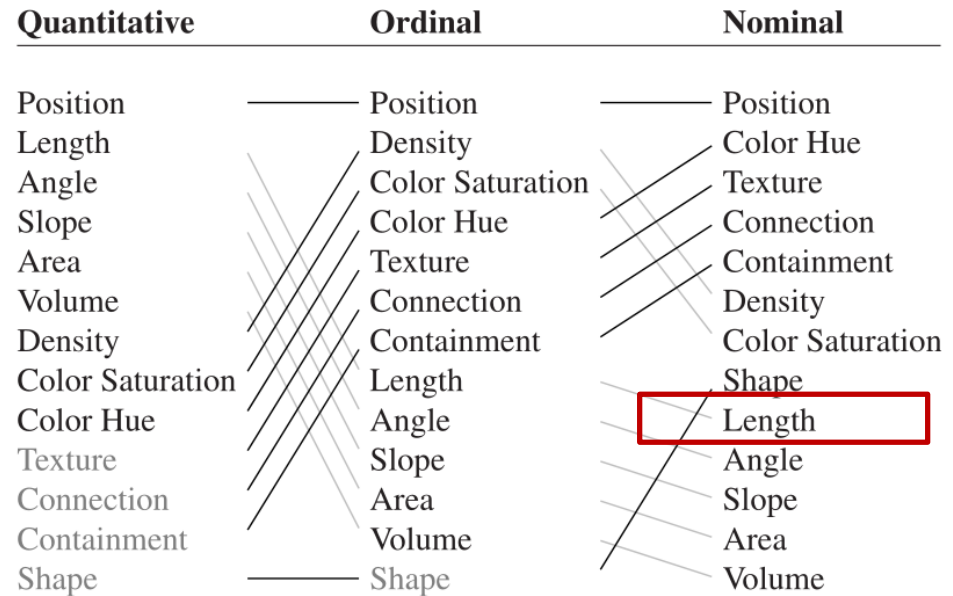 Quantitative Ordinal Nominal
Position Position Position
Length Density Color Hue
Angle Color Saturation Texture
Slope Color Hue Connection
Area Texture Containment
Volume Connection Density
Density Containment Color Saturation
Color Saturation Length Shape
Color Hue Angle Length
Texture Slope Angle
Connection Area Slope
Containment Volume Area
Shape Shape Volume